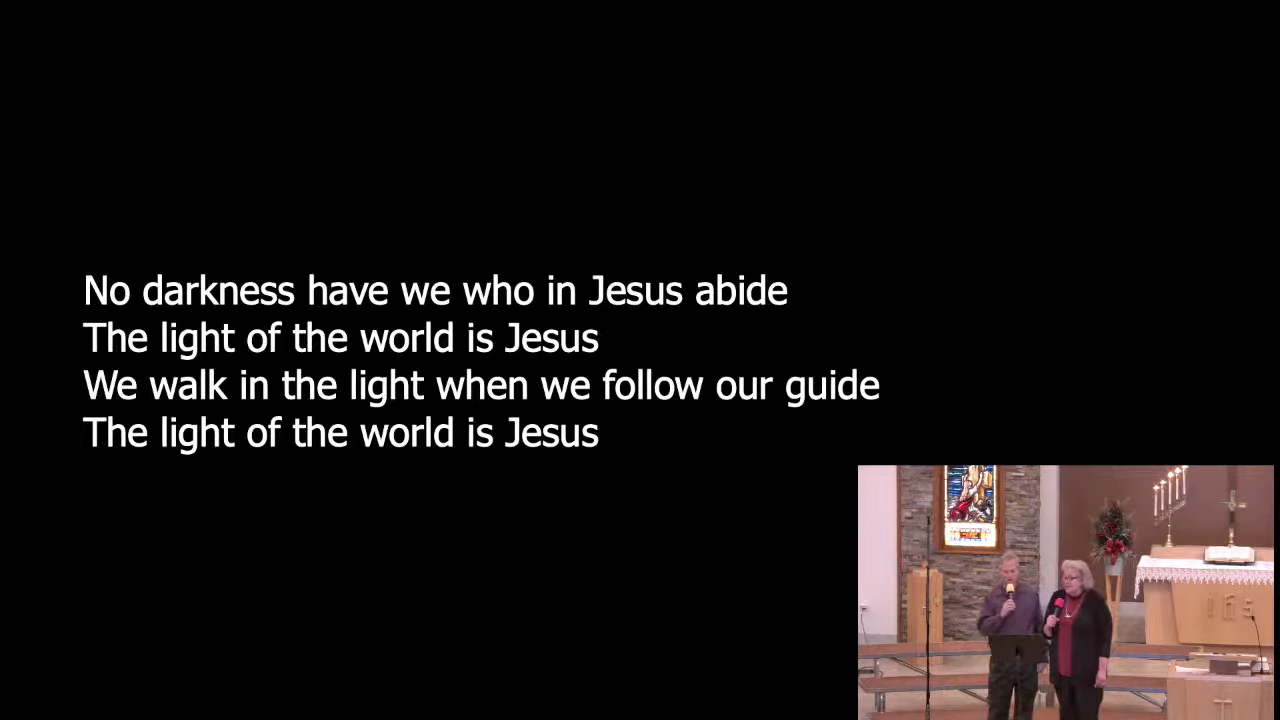 No darkness have we who in Jesus abide
The light of the world is Jesus
We walk in the light when we follow our guide
The light of the world is Jesus
IHS